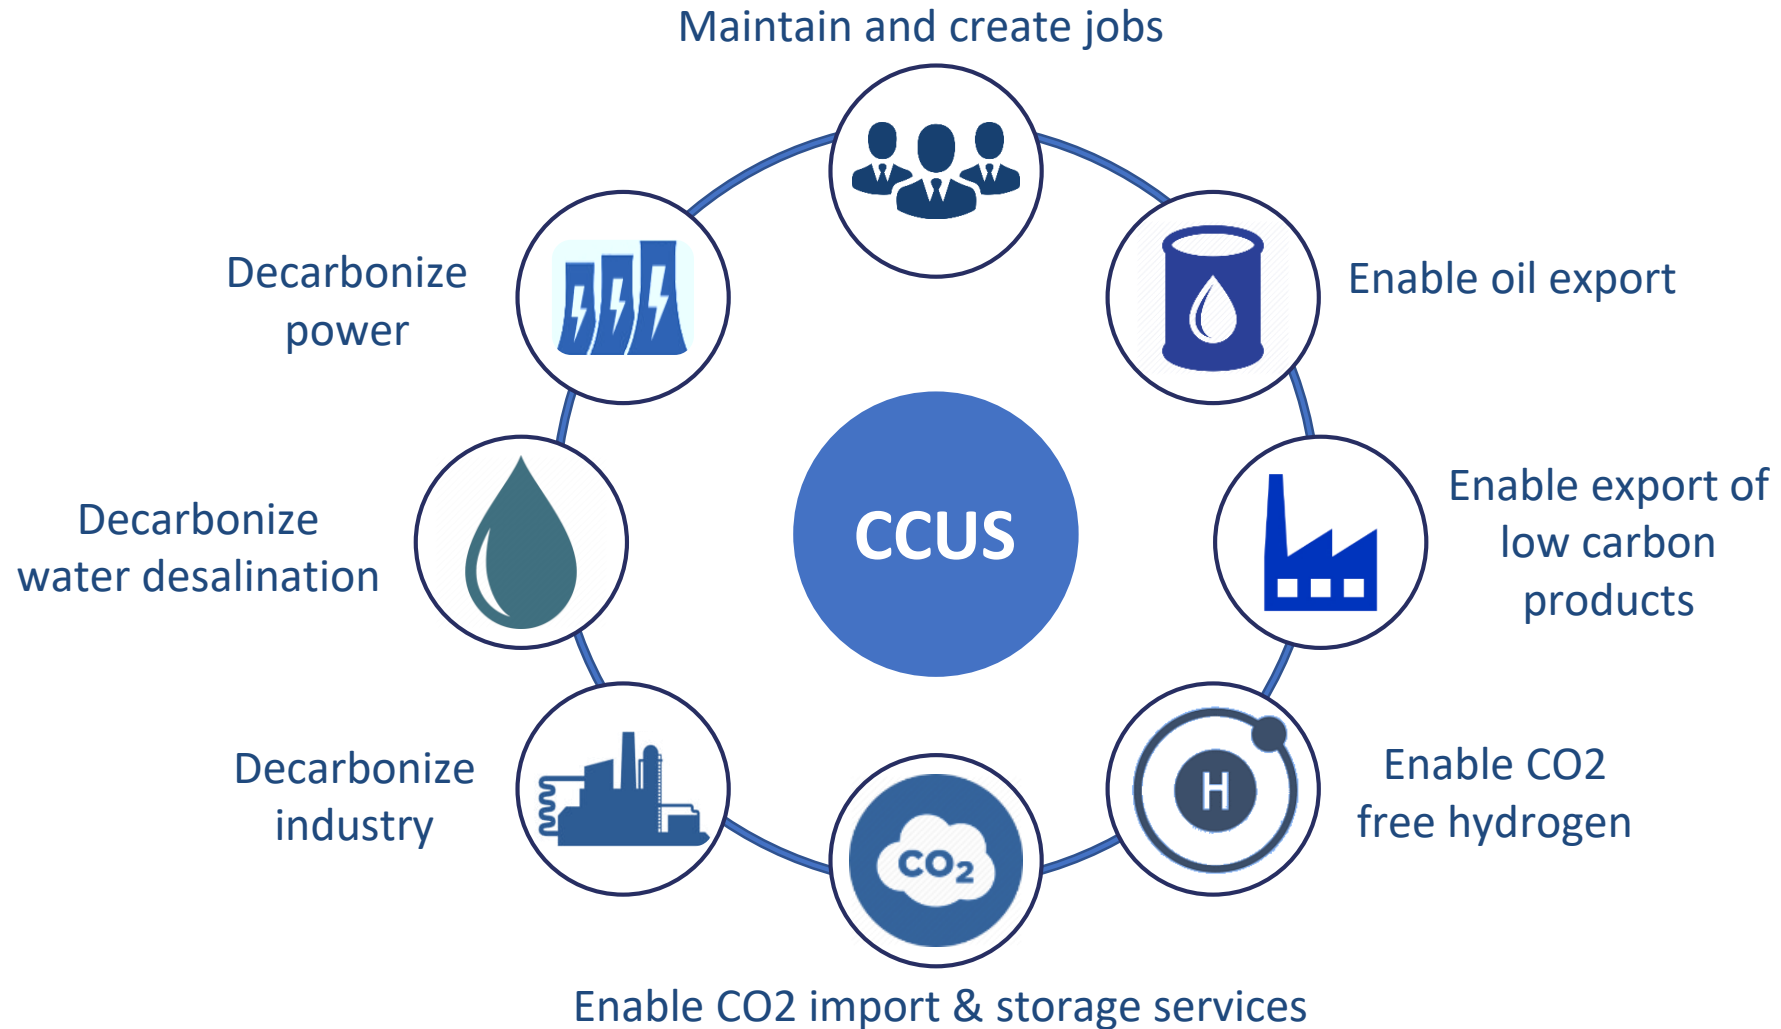 Maintain and create jobs
Enable oil export
Enable export of
low carbon
products
Enable CO2
free hydrogen
H
Enable CO2 import & storage services
CO₂
Decarbonize
industry
Decarbonize
water desalination
Decarbonize
power
CCUS